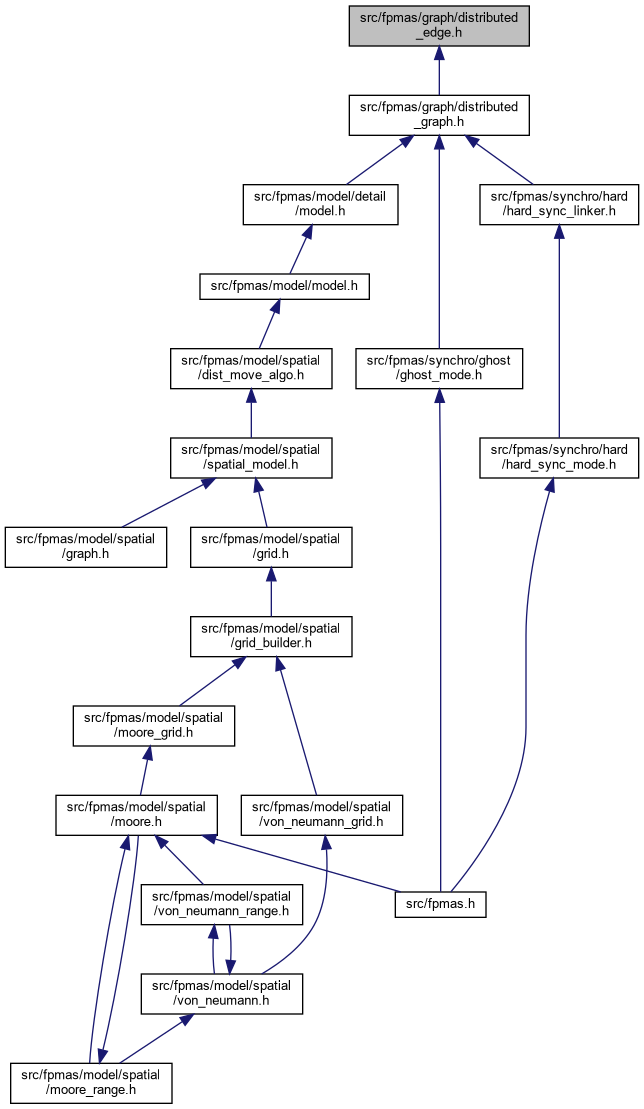 src/fpmas/graph/distributed
_edge.h
src/fpmas/graph/distributed
_graph.h
src/fpmas/model/detail
/model.h
src/fpmas/synchro/hard
/hard_sync_linker.h
src/fpmas/model/model.h
src/fpmas/model/spatial
/dist_move_algo.h
src/fpmas/synchro/ghost
/ghost_mode.h
src/fpmas/model/spatial
/spatial_model.h
src/fpmas/synchro/hard
/hard_sync_mode.h
src/fpmas/model/spatial
/graph.h
src/fpmas/model/spatial
/grid.h
src/fpmas/model/spatial
/grid_builder.h
src/fpmas/model/spatial
/moore_grid.h
src/fpmas/model/spatial
/moore.h
src/fpmas/model/spatial
/von_neumann_grid.h
src/fpmas/model/spatial
/von_neumann_range.h
src/fpmas.h
src/fpmas/model/spatial
/von_neumann.h
src/fpmas/model/spatial
/moore_range.h